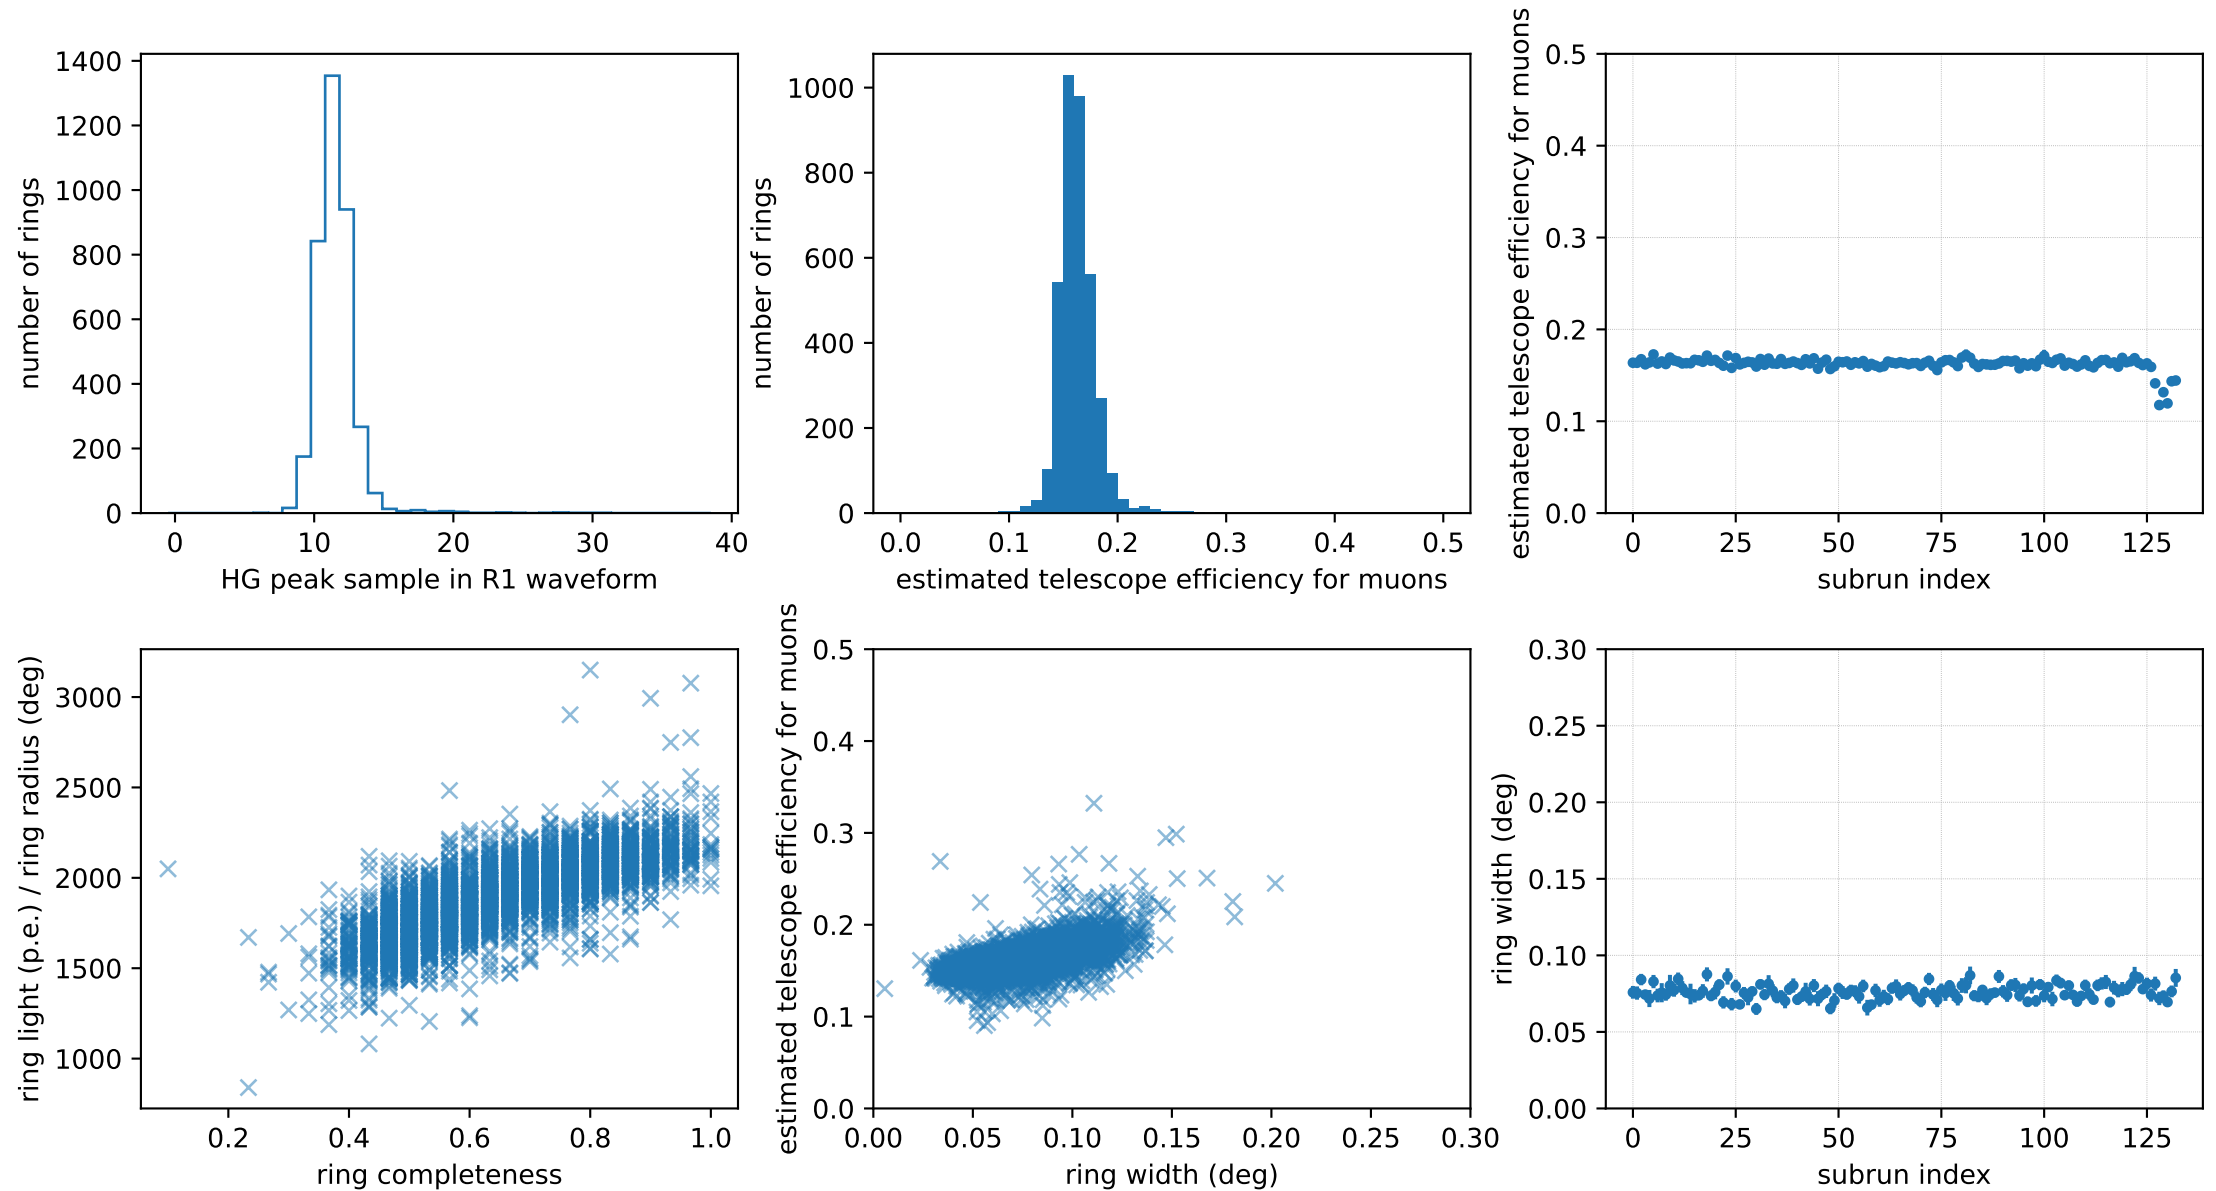 1400
1200
1000
800
600
400
200
0
number of rings
0 10 20 30 40
HG peak sample in R1 waveform
1000
800
600
400
200
0
number of rings
0.0 0.1 0.2 0.3 0.4 0.5
estimated telescope efficiency for muons
0.5
0.4
0.3
0.2
0.1
0.0
estimated telescope efficiency for muons
0 25 50 75 100 125
subrun index
3000
2500
2000
1500
1000
ring light (p.e.) / ring radius (deg)
0.2 0.4 0.6 0.8 1.0
ring completeness
0.5
0.4
0.3
0.2
0.1
0.0
estimated telescope efficiency for muons
0.00 0.05 0.10 0.15 0.20 0.25 0.30
ring width (deg)
0.30
0.25
0.20
0.15
0.10
0.05
0.00
ring width (deg)
0 25 50 75 100 125
subrun index